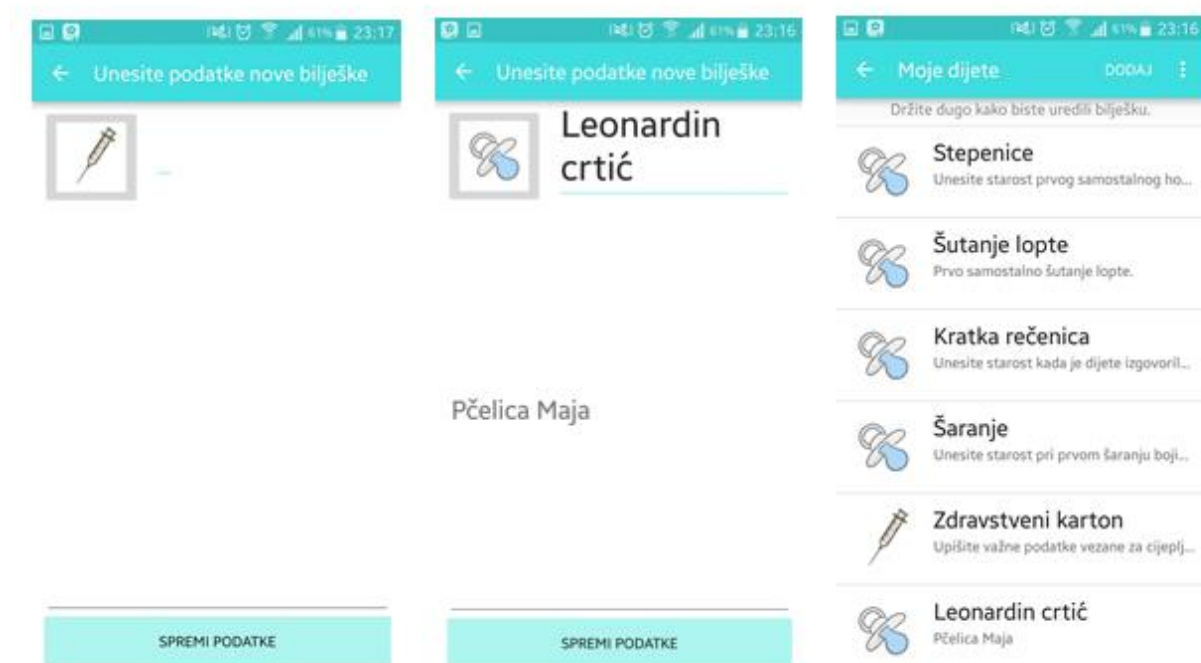 61% 23:17
Unesite podatke nove bilješke
SPREMI PODATKE
61% 23:16
Unesite podatke nove bilješke
Leonardin
crtić
Pčelica Maja
SPREMI PODATKE
61% 23:16
Moje dijete DODAJ
Držite dugo kako biste uredili bilješku.
Stepenice
Unesite starost prvog samostalnog ho...
Šutanje lopte
Prvo samostalno šutanje lopte.
Kratka rečenica
Unesite starost kada je dijete izgovoril...
Šaranje
Unesite starost pri prvom šaranju boji...
Zdravstveni karton
Upišite važne podatke vezane za cijeplj...
Leonardin crtić
Pčelica Maja